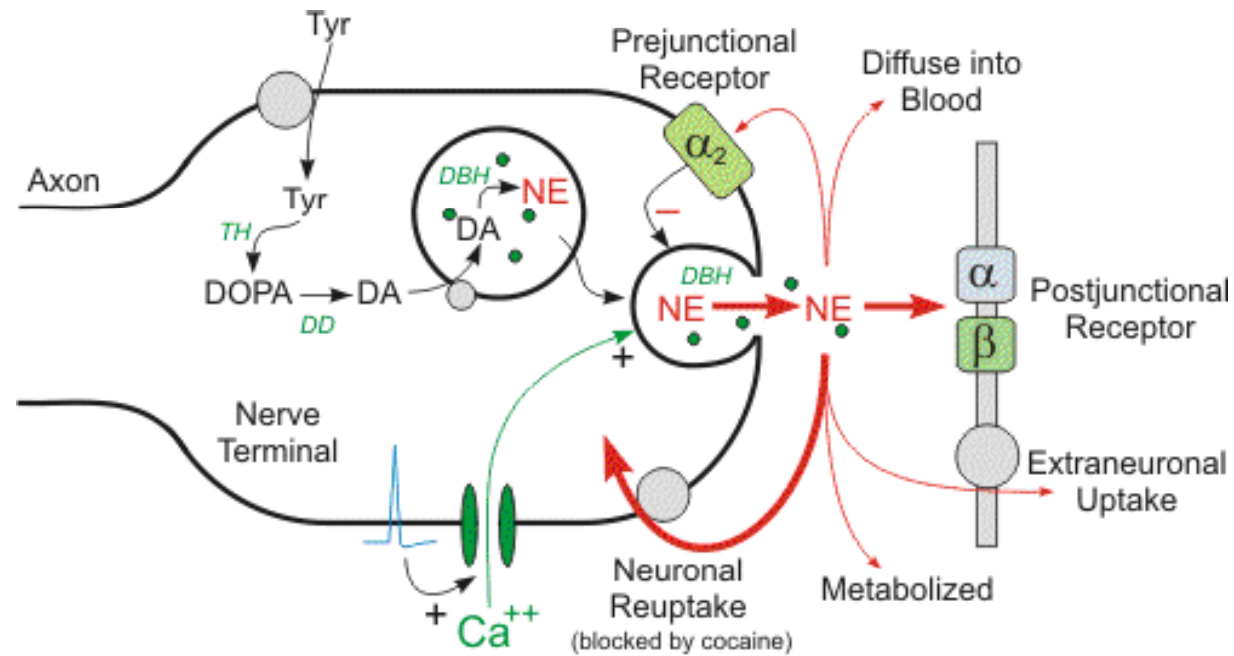 Tyr
Prejunctional
Receptor
Diffuse into
Blood
α₂
Axon
DBH
NE
Tyr
DA
TH
–
DOPA
DA
DD
DBH
NE
NE
α
β
Postjunctional
Receptor
+
Nerve
Terminal
Extraneuronal
Uptake
Neuronal
Reuptake
(blocked by cocaine)
Metabolized
+
Ca⁺⁺